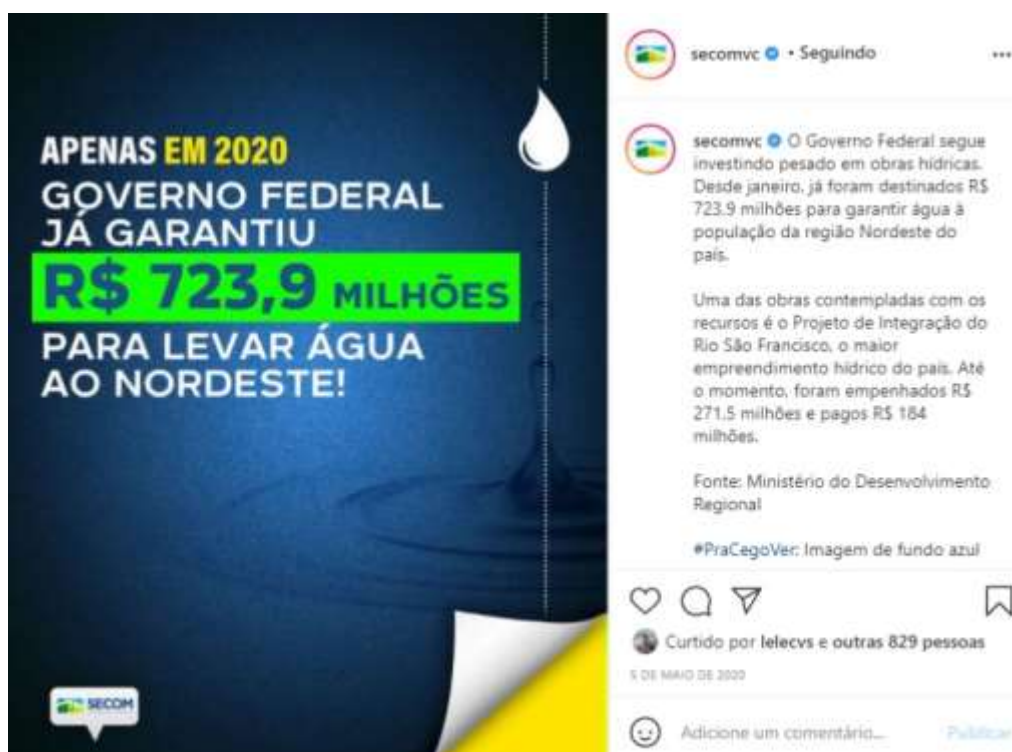 APENAS EM 2020
GOVERNO FEDERAL
JÁ GARANTIU
R$ 723,9 MILHÕES
PARA LEVAR ÁGUA
AO NORDESTE!
SECOM
secomvc • Seguindo
secomvc O Governo Federal segue
investindo pesado em obras hídricas.
Desde janeiro, já foram destinados R$
723,9 milhões para garantir água à
população da região Nordeste do
país.
Uma das obras contempladas com os
recursos é o Projeto de Integração do
Rio São Francisco, o maior
empreendimento hídrico do país. Até
o momento, foram empenhados R$
271,5 milhões e pagos R$ 184
milhões.
Fonte: Ministério do Desenvolvimento
Regional
#PraCegoVer: Imagem de fundo azul
Curtido por lelecvs e outras 829 pessoas
5 DE MAIO DE 2020
Adicione um comentário...
Publicar